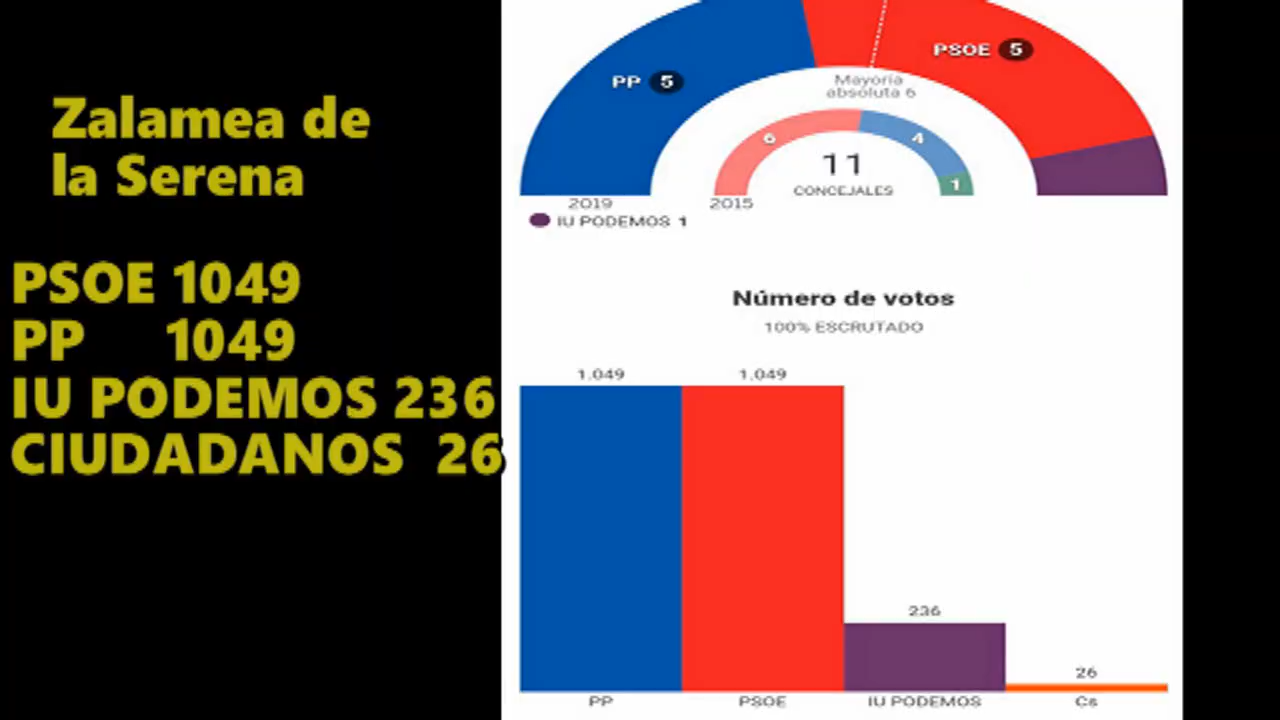 Zalamea de
la Serena
PSOE 1049
PP 1049
IU PODEMOS 236
CIUDADANOS 26
PP 5
PSOE 5
Mayoría
absoluta 6
6
4
1
11
CONCEJALES
2019
2015
IU PODEMOS 1
Número de votos
100% ESCRUTADO
1.049
1.049
236
26
PP
PSOE
IU PODEMOS
Cs